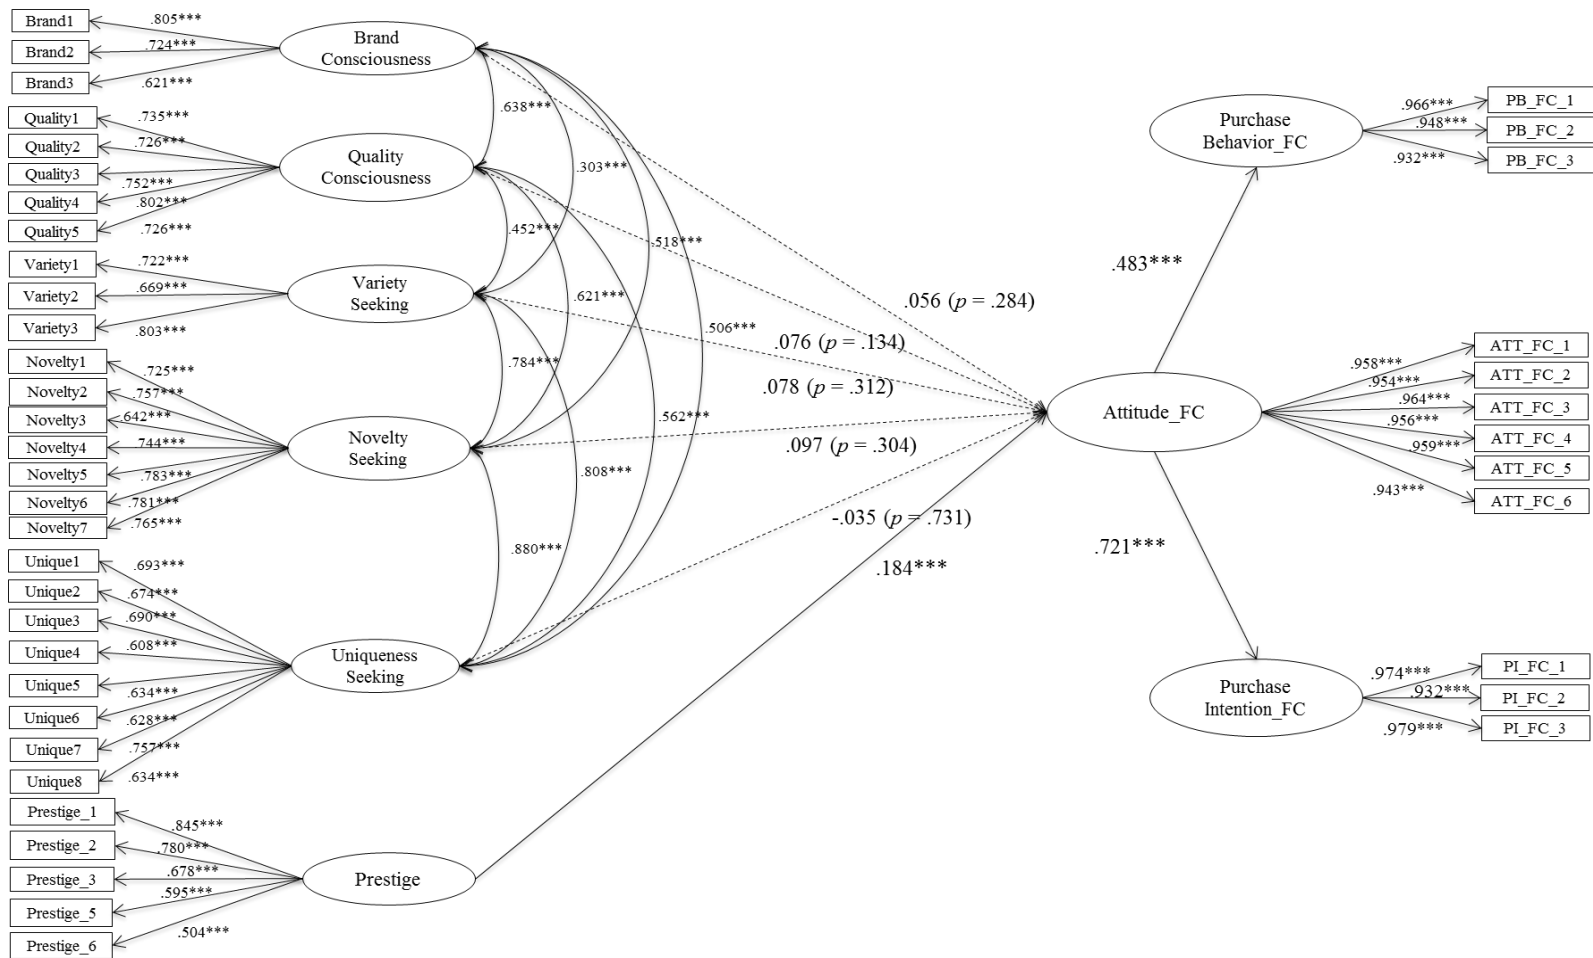 Brand1
Brand2
Brand3
.805***
.724***
.621***
Brand
Consciousness
Quality1
Quality2
Quality3
Quality4
Quality5
.735***
.726***
.752***
.802***
.726***
Quality
Consciousness
Variety1
Variety2
Variety3
.722***
.669***
.803***
Variety
Seeking
Novelty1
Novelty2
Novelty3
Novelty4
Novelty5
Novelty6
Novelty7
.725***
.757***
.642***
.744***
.783***
.781***
.765***
Novelty
Seeking
Unique1
Unique2
Unique3
Unique4
Unique5
Unique6
Unique7
Unique8
.693***
.674***
.690***
.608***
.634***
.628***
.757***
.634***
Uniqueness
Seeking
Prestige_1
Prestige_2
Prestige_3
Prestige_5
Prestige_6
.845***
.780***
.678***
.595***
.504***
Prestige
.638***
.303***
.452***
.518***
.621***
.506***
.784***
.562***
.808***
.880***
.056 (p = .284)
.076 (p = .134)
.078 (p = .312)
.097 (p = .304)
-.035 (p = .731)
.184***
Attitude_FC
.483***
.721***
Purchase
Behavior_FC
.966***
.948***
.932***
PB_FC_1
PB_FC_2
PB_FC_3
.958***
.954***
.964***
.956***
.959***
.943***
ATT_FC_1
ATT_FC_2
ATT_FC_3
ATT_FC_4
ATT_FC_5
ATT_FC_6
Purchase
Intention_FC
.974***
.932***
.979***
PI_FC_1
PI_FC_2
PI_FC_3